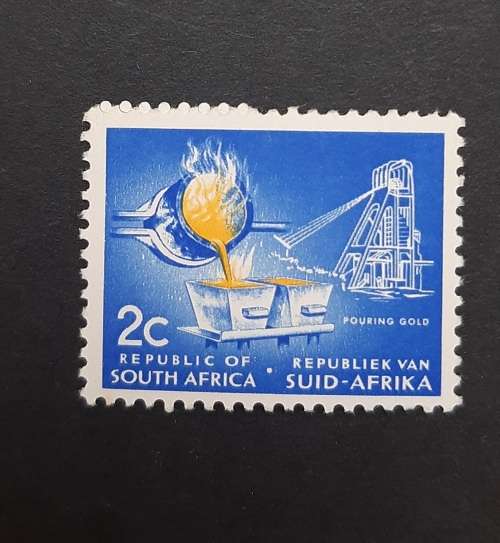 POURING GOLD
2c
REPUBLIC OF
SOUTH AFRICA · REPUBLIEK VAN
SUID-AFRIKA